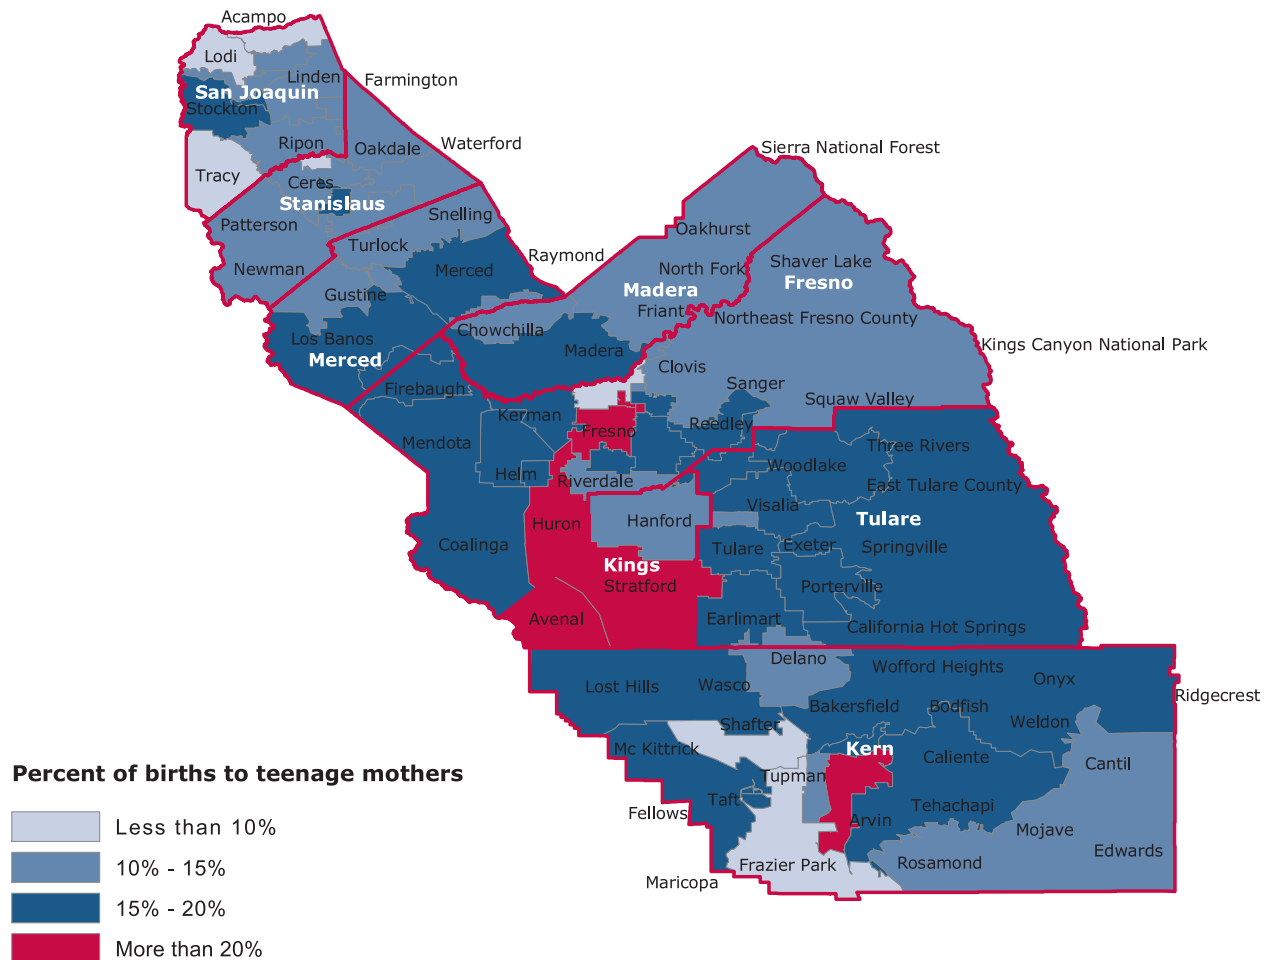 Acampo
Lodi
Linden
Farmington
San Joaquin
Stockton
Ripon
Oakdale
Waterford
Sierra National Forest
Tracy
Ceres
Stanislaus
Patterson
Snelling
Oakhurst
Turlock
Newman
Merced
Raymond
North Fork
Shaver Lake
Fresno
Madera
Gustine
Friant
Northeast Fresno County
Chowchilla
Los Banos
Madera
Kings Canyon National Park
Merced
Clovis
Firebaugh
Sanger
Squaw Valley
Kerman
Reedley
Fresno
Mendota
Three Rivers
Woodlake
Helm
Riverdale
East Tulare County
Visalia
Huron
Hanford
Tulare
Coalinga
Tulare
Exeter
Springville
Kings
Stratford
Porterville
Avenal
Earlimart
California Hot Springs
Delano
Wofford Heights
Onyx
Lost Hills
Wasco
Ridgecrest
Bakersfield
Bodfish
Shafter
Weldon
Mc Kittrick
Kern
Caliente
Cantil
Percent of births to teenage mothers
Tupman
Taft
Tehachapi
Fellows
Arvin
Less than 10%
Mojave
Edwards
Frazier Park
Rosamond
10% - 15%
Maricopa
15% - 20%
More than 20%